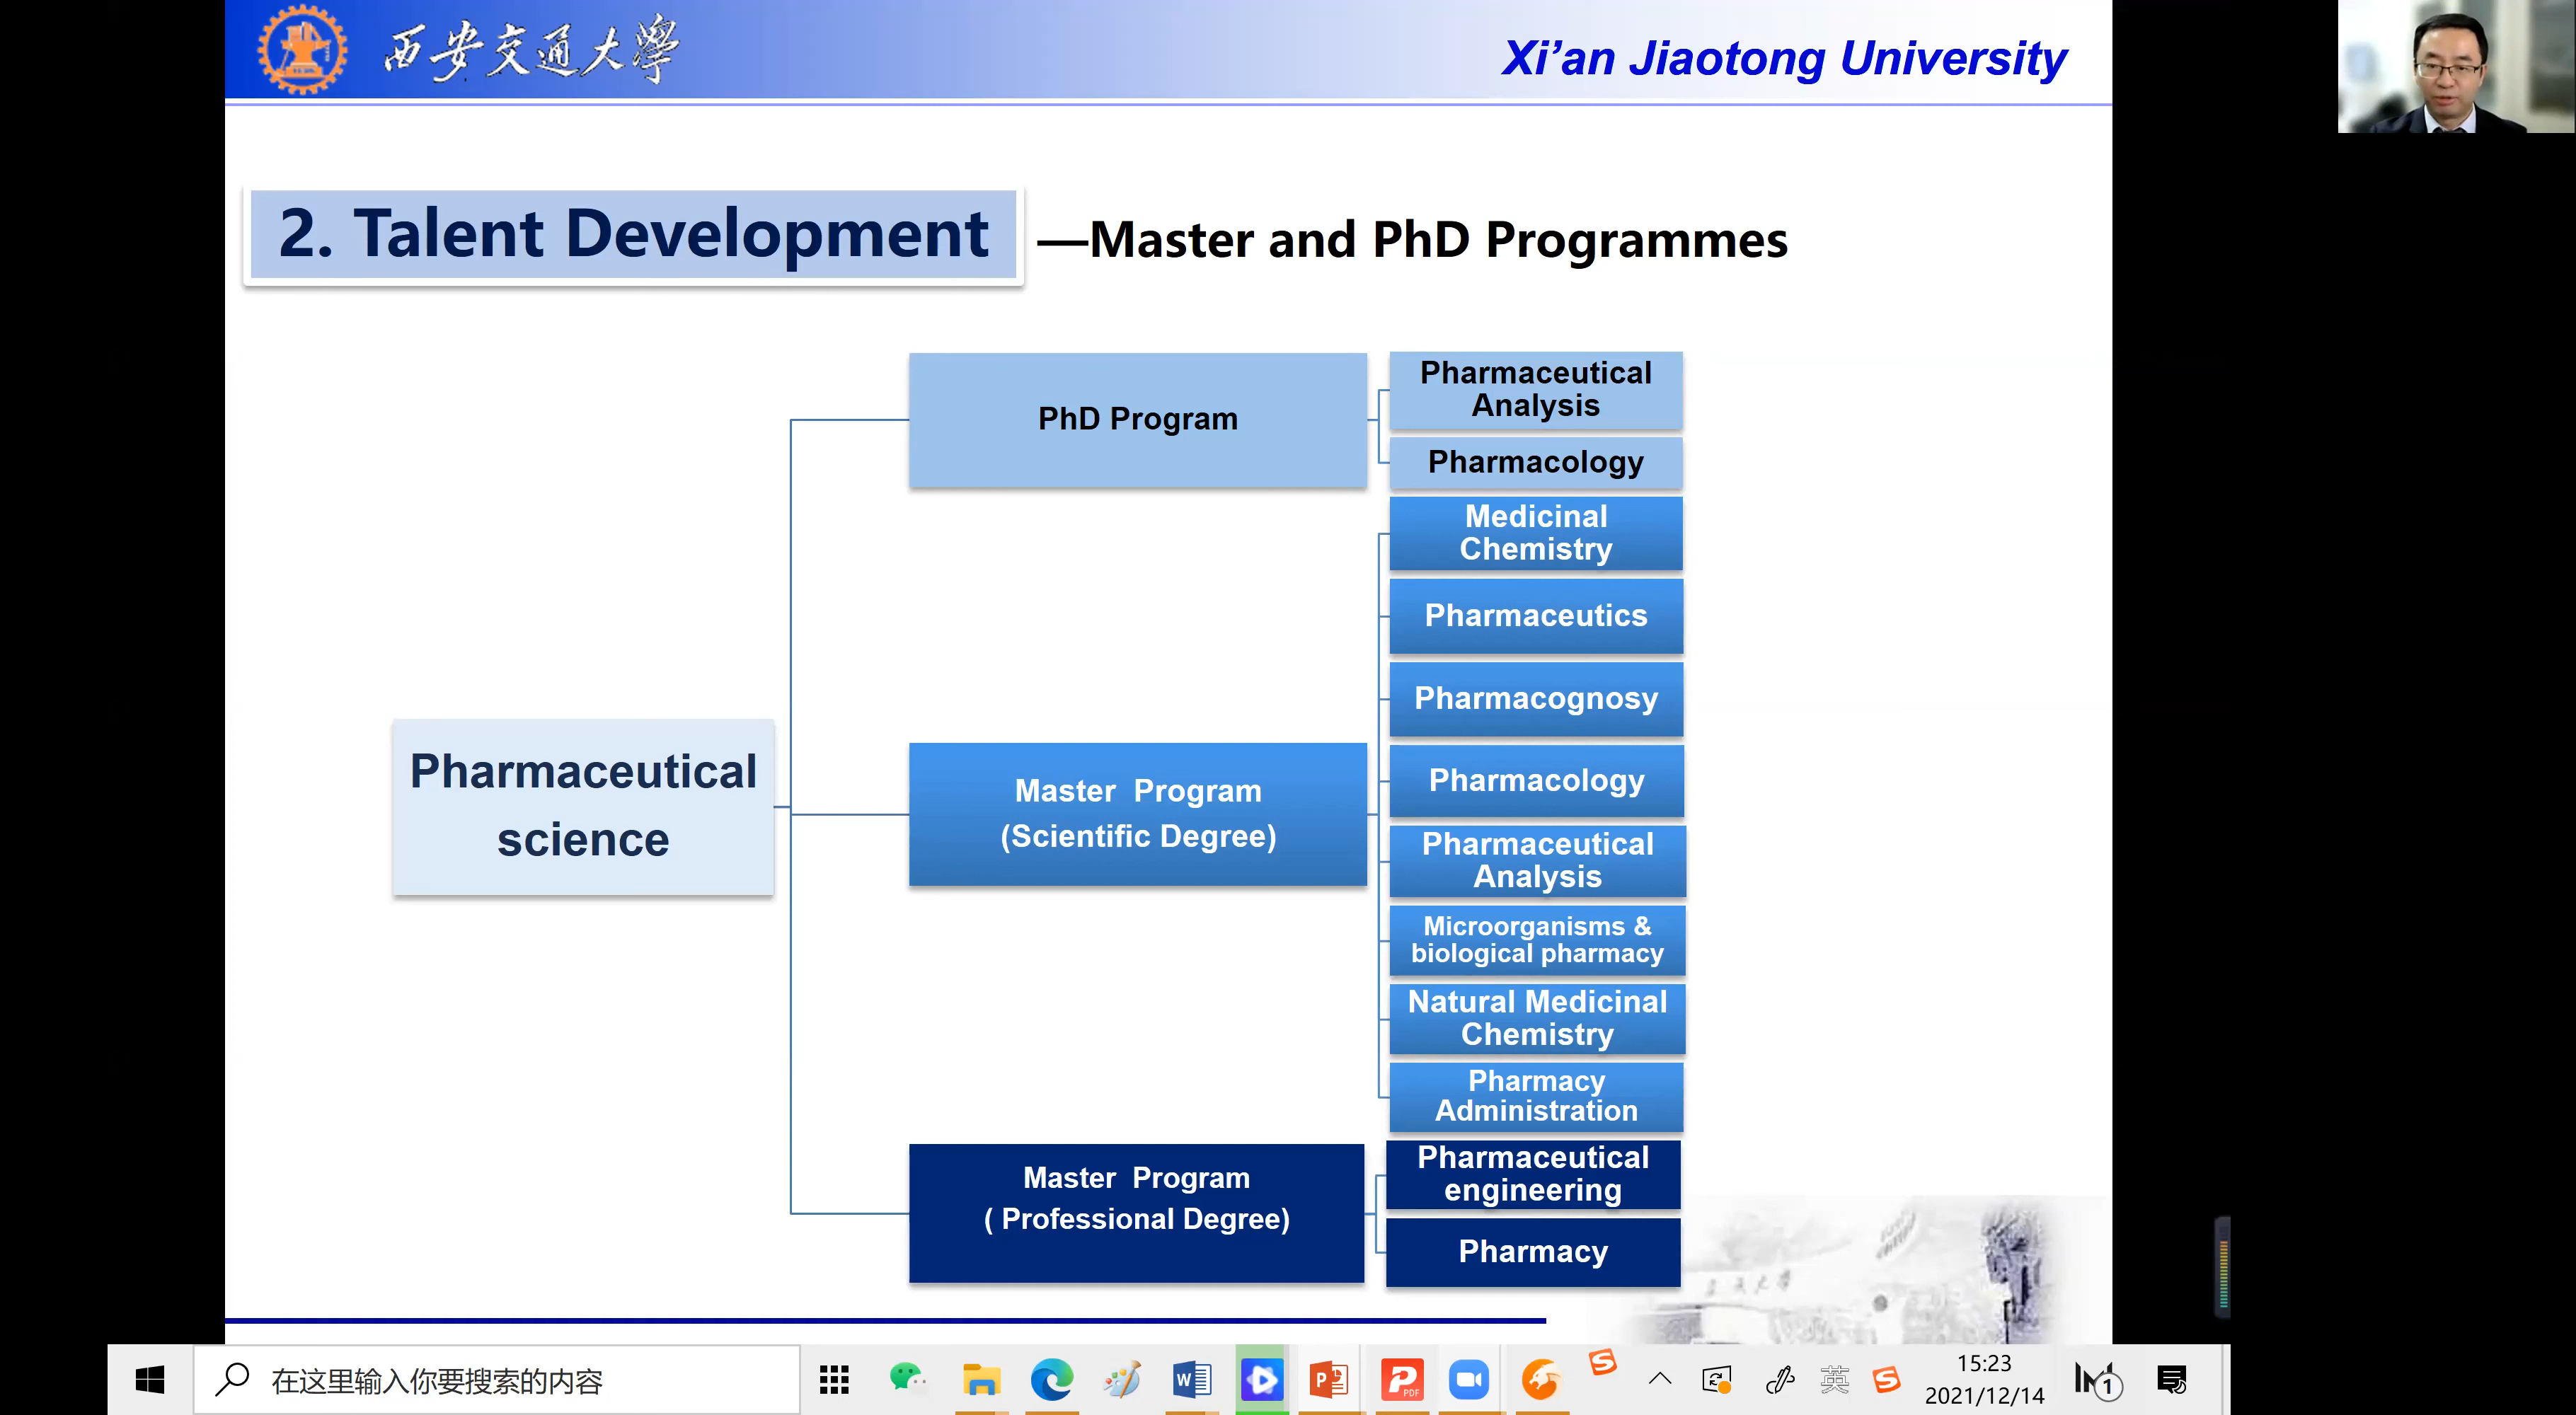 西安交通大學
Xi'an Jiaotong University
2. Talent Development
—Master and PhD Programmes
Pharmaceutical
science
PhD Program
Pharmaceutical
Analysis
Pharmacology
Master Program
(Scientific Degree)
Medicinal
Chemistry
Pharmaceutics
Pharmacognosy
Pharmacology
Pharmaceutical
Analysis
Microorganisms &
biological pharmacy
Natural Medicinal
Chemistry
Pharmacy
Administration
Master Program
( Professional Degree)
Pharmaceutical
engineering
Pharmacy
在这里输入你要搜索的内容
英
15:23
2021/12/14
1